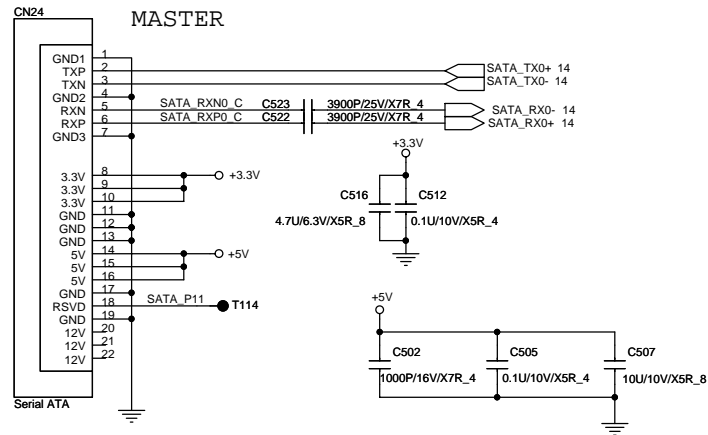 CN24
MASTER
GND1 1
TXP 2 SATA_TX0+ 14
TXN 3 SATA_TX0- 14
GND2 4
RXN 5 SATA_RXN0_C C523 3900P/25V/X7R_4 SATA_RX0- 14
RXP 6 SATA_RXP0_C C522 3900P/25V/X7R_4 SATA_RX0+ 14
GND3 7
+3.3V
3.3V 8 +3.3V
3.3V 9
3.3V 10
C516 C512
GND 11
4.7U/6.3V/X5R_8 0.1U/10V/X5R_4
GND 12
GND 13
5V 14 +5V
5V 15
5V 16
GND 17
RSVD 18 SATA_P11 T114
+5V
GND 19
12V 20
12V 21
12V 22
C502 C505 C507
1000P/16V/X7R_4 0.1U/10V/X5R_4 10U/10V/X5R_8
Serial ATA